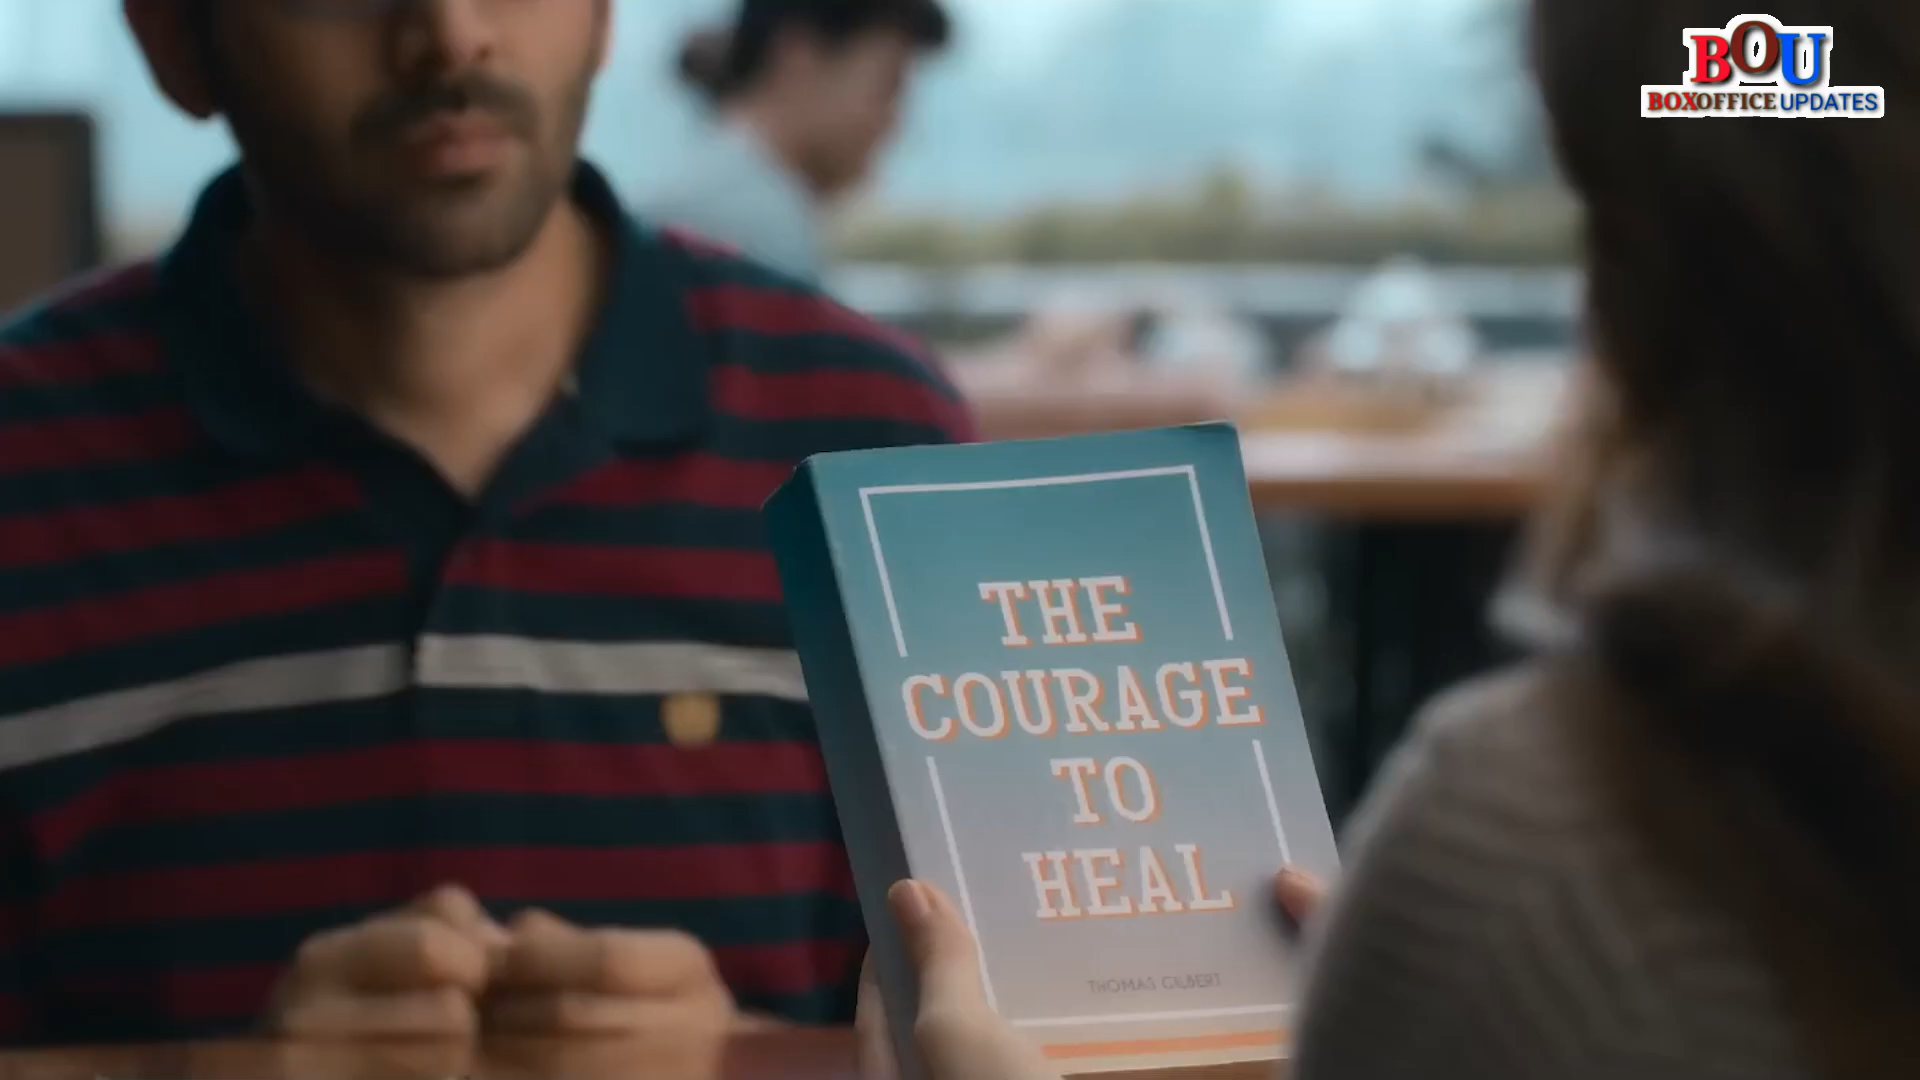 BOU
BOXOFFICE UPDATES
THE
COURAGE
TO
HEAL
THOMAS GILBERT